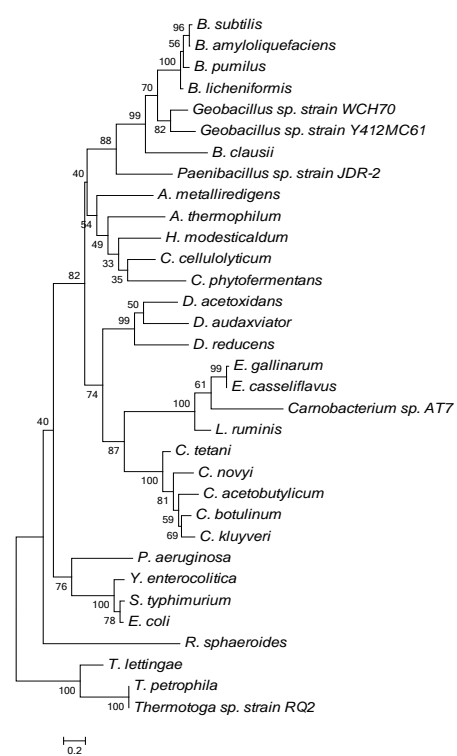 96
B. subtilis
56
B. amyloliquefaciens
100
B. pumilus
B. licheniformis
70
Geobacillus sp. strain WCH70
82
Geobacillus sp. strain Y412MC61
99
B. clausii
88
Paenibacillus sp. strain JDR-2
40
A. metalliredigens
54
A. thermophilum
49
H. modesticaldum
33
C. cellulolyticum
35
C. phytofermentans
82
50
D. acetoxidans
99
D. audaxviator
D. reducens
74
99
E. gallinarum
61
E. casseliflavus
100
Carnobacterium sp. AT7
L. ruminis
87
C. tetani
100
C. novyi
81
C. acetobutylicum
59
C. botulinum
69
C. kluyveri
40
P. aeruginosa
76
Y. enterocolitica
100
S. typhimurium
78
E. coli
R. sphaeroides
T. lettingae
100
T. petrophila
100
Thermotoga sp. strain RQ2
0.2